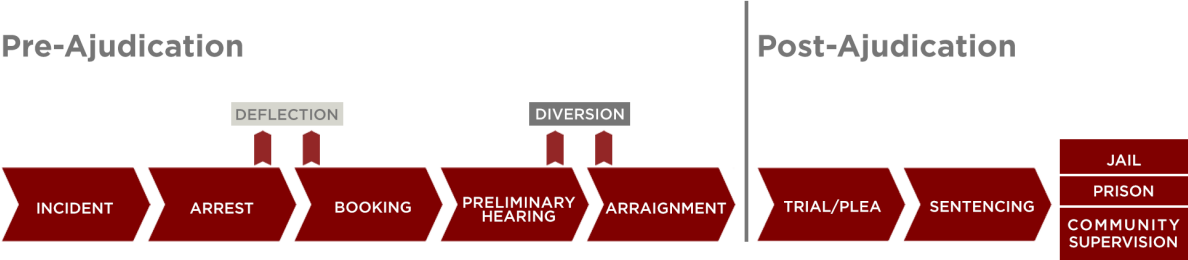 Pre-Ajudication
Post-Ajudication
DEFLECTION
DIVERSION
INCIDENT
ARREST
BOOKING
PRELIMINARY
HEARING
ARRAIGNMENT
TRIAL/PLEA
SENTENCING
JAIL
PRISON
COMMUNITY
SUPERVISION